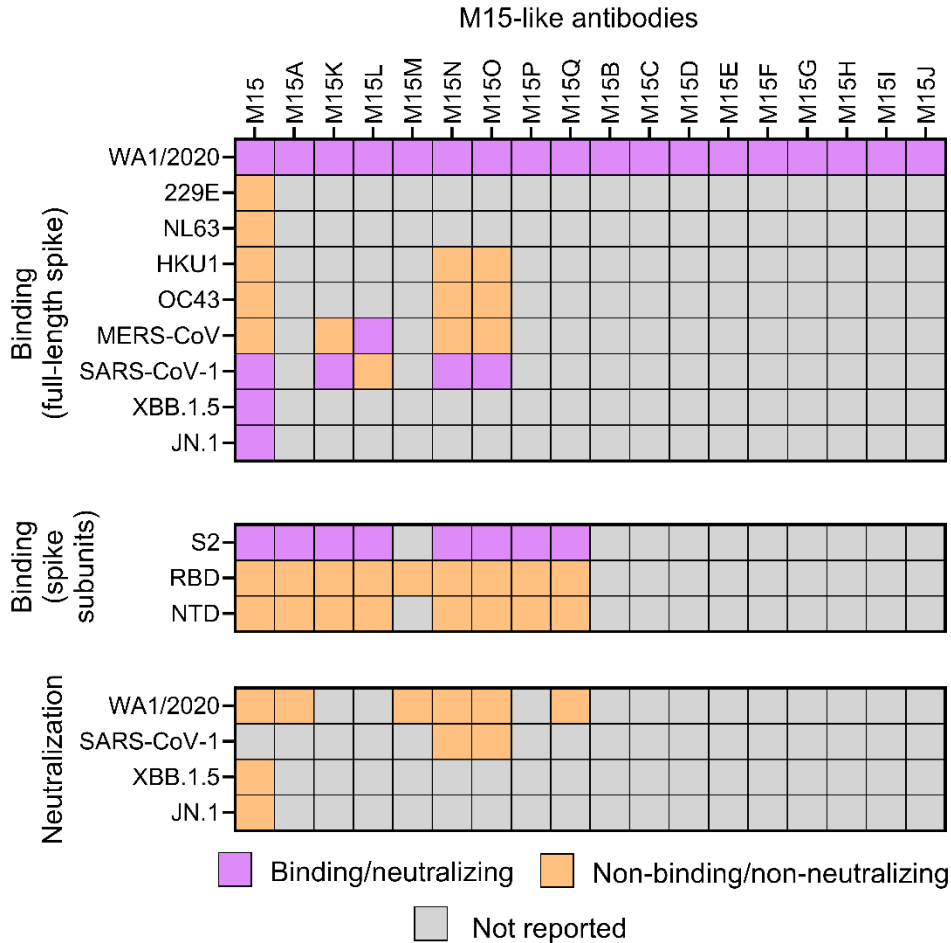 M15-like antibodies
M15
M15A
M15K
M15L
M15M
M15N
M15O
M15P
M15Q
M15B
M15C
M15D
M15E
M15F
M15G
M15H
M15I
M15J
Binding
(full-length spike)
WA1/2020
229E
NL63
HKU1
OC43
MERS-CoV
SARS-CoV-1
XBB.1.5
JN.1
Binding
(spike
subunits)
S2
RBD
NTD
Neutralization
WA1/2020
SARS-CoV-1
XBB.1.5
JN.1
Binding/neutralizing
Non-binding/non-neutralizing
Not reported